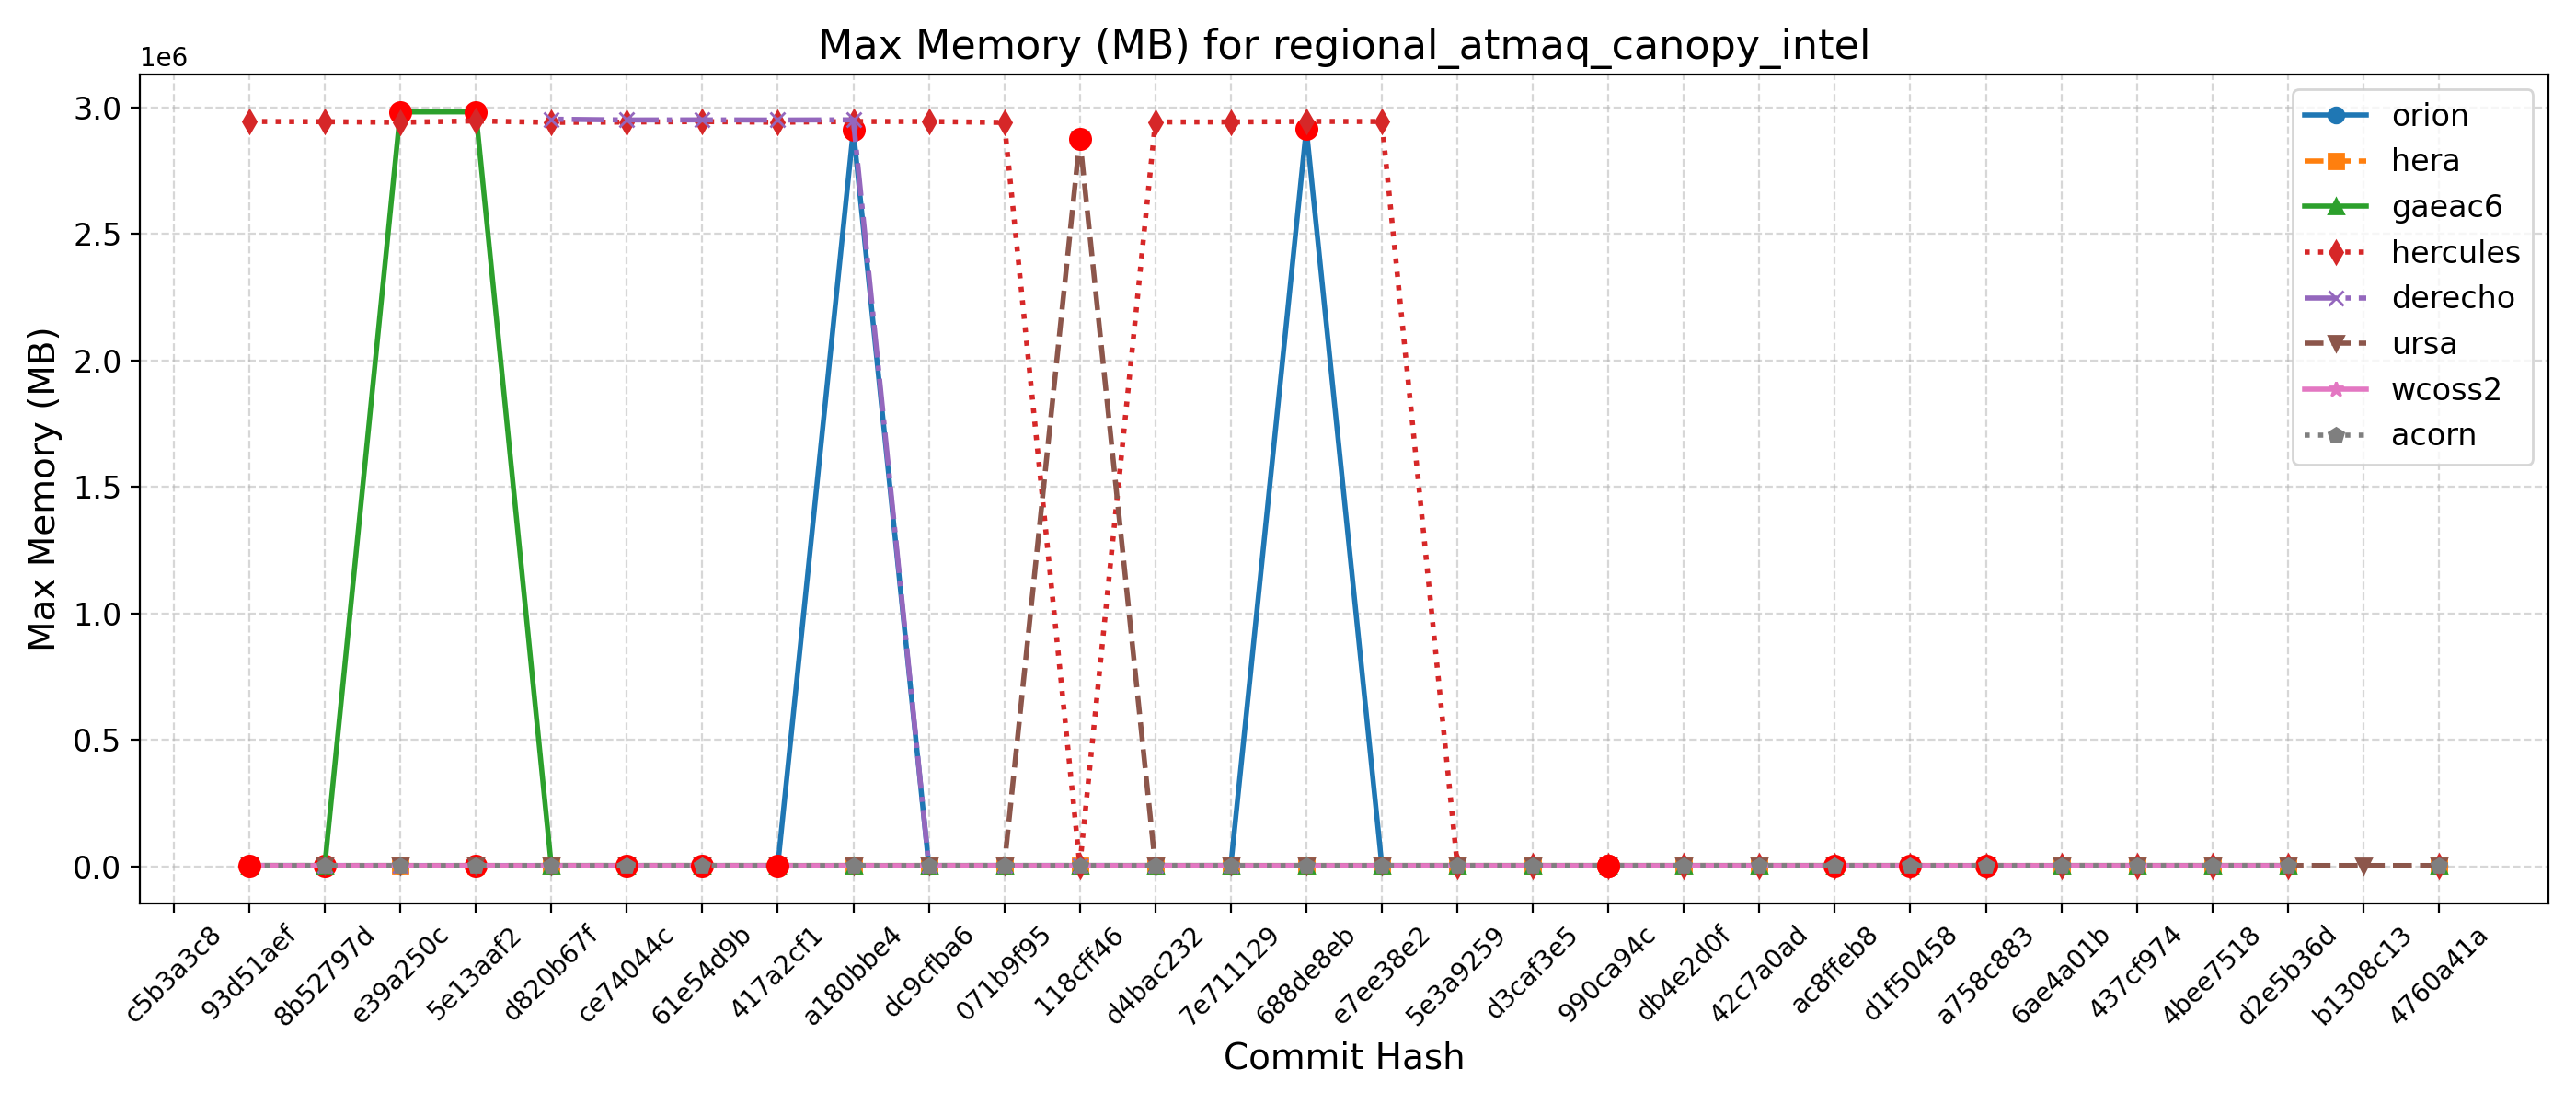 Max Memory (MB) for regional_atmaq_canopy_intel
1e6
3.0
2.5
2.0
1.5
1.0
0.5
0.0
Max Memory (MB)
orion
hera
gaeac6
hercules
derecho
ursa
wcoss2
acorn
c5b3a3c8
93d51aef
8b52797d
e39a250c
5e13aaf2
d820b67f
ce74044c
61e54d9b
417a2cf1
a180bbe4
dc9cfba6
071b9f95
118cff46
d4bac232
7e711129
688de8eb
e7ee38e2
5e3a9259
d3caf3e5
990ca94c
db4e2d0f
42c7a0ad
ac8ffeb8
d1f50458
a758c883
6ae4a01b
437cf974
4bee7518
d2e5b36d
b1308c13
4760a41a
Commit Hash